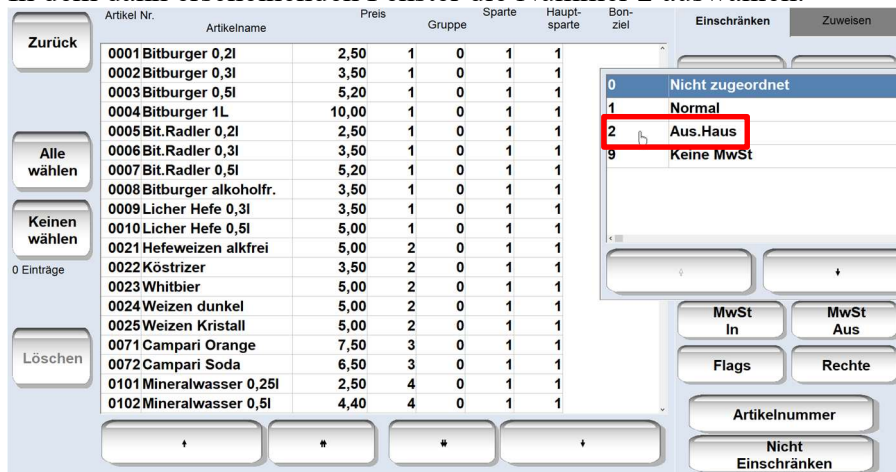 In dem dann erscheinenden Fenster die Nummer 2 auswählen.
Artikel Nr. Artikelname Preis Gruppe Sparte Haupt-sparte Bon-ziel
Einschränken Zuweisen
Zurück
0001 Bitburger 0,2l 2,50 1 0 1 1
0002 Bitburger 0,3l 3,50 1 0 1 1
0003 Bitburger 0,5l 5,20 1 0 1 1
0004 Bitburger 1L 10,00 1 0 1 1
0005 Bit.Radler 0,2l 2,50 1 0 1 1
0006 Bit.Radler 0,3l 3,50 1 0 1 1
0007 Bit.Radler 0,5l 5,20 1 0 1 1
0008 Bitburger alkoholfr. 3,50 1 0 1 1
0009 Licher Hefe 0,3l 3,50 1 0 1 1
0010 Licher Hefe 0,5l 5,00 1 0 1 1
0021 Hefeweizen alkfrei 5,00 2 0 1 1
0022 Köstrizer 3,50 2 0 1 1
0023 Whitbier 5,00 2 0 1 1
0024 Weizen dunkel 5,00 2 0 1 1
0025 Weizen Kristall 5,00 2 0 1 1
0071 Campari Orange 7,50 3 0 1 1
0072 Campari Soda 6,50 3 0 1 1
0101 Mineralwasser 0,25l 2,50 4 0 1 1
0102 Mineralwasser 0,5l 4,40 4 0 1 1
Alle
wählen
Keinen
wählen
0 Einträge
Löschen
0 Nicht zugeordnet
1 Normal
2 Aus.Haus
9 Keine MwSt
MwSt
In
MwSt
Aus
Flags
Rechte
Artikelnummer
Nicht
Einschränken